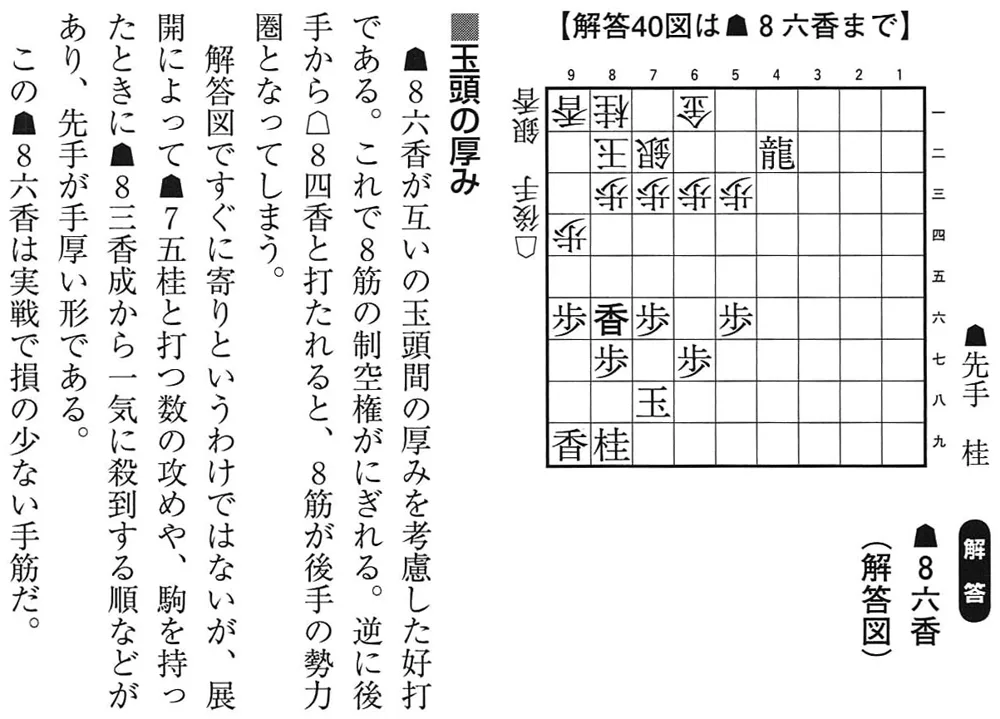 解答
▲８六香
（解答図）
【解答40図は▲８六香まで】
９ ８ ７ ６ ５ ４ ３ ２ １
香 桂 金 一
王 銀 龍 二
歩 歩 歩 歩 三
歩 四
五
歩 香 歩 歩 六
歩 歩 七
玉 八
香 桂 九
▲先手 桂
△後手 銀香
■玉頭の厚み
▲８六香が互いの玉頭間の厚みを考慮した好打
である。これで８筋の制空権がにぎれる。逆に後
手から△８四香と打たれると、８筋が後手の勢力
圏となってしまう。
解答図ですぐに寄りというわけではないが、展
開によって▲７五桂と打つ数の攻めや、駒を持っ
たときに▲８三香成から一気に殺到する順などが
あり、先手が手厚い形である。
この▲８六香は実戦で損の少ない手筋だ。